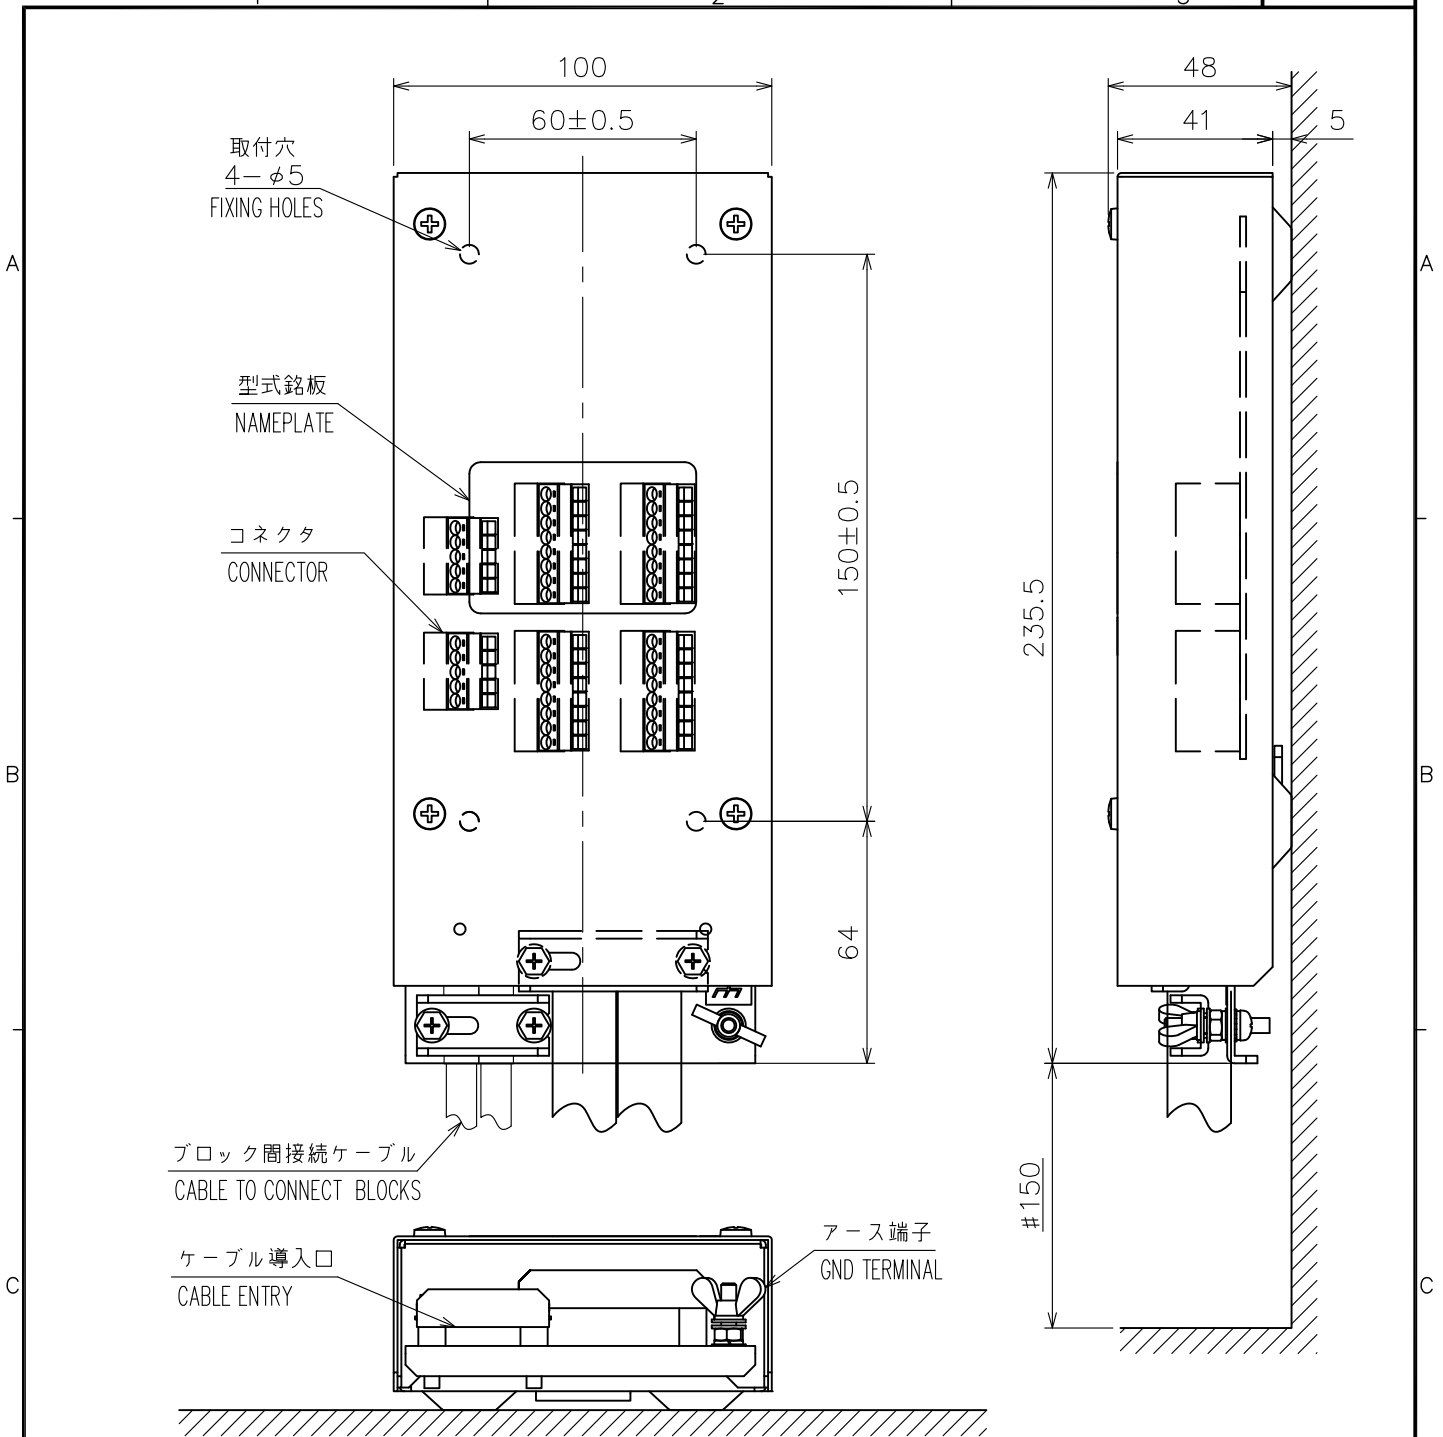 100
48
60±0.5
41
5
取付穴
4-φ5
FIXING HOLES
A
A
型式銘板
NAMEPLATE
150±0.5
コネクタ
CONNECTOR
235.5
B
B
64
ブロック間接続ケーブル
CABLE TO CONNECT BLOCKS
#150
アース端子
GND TERMINAL
ケーブル導入口
CABLE ENTRY
C
C